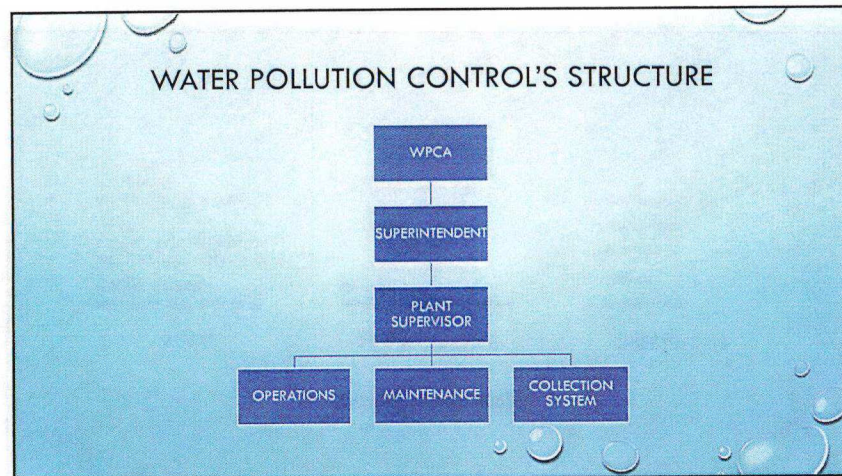 WATER POLLUTION CONTROL'S STRUCTURE
WPCA
SUPERINTENDENT
PLANT
SUPERVISOR
OPERATIONS
MAINTENANCE
COLLECTION
SYSTEM